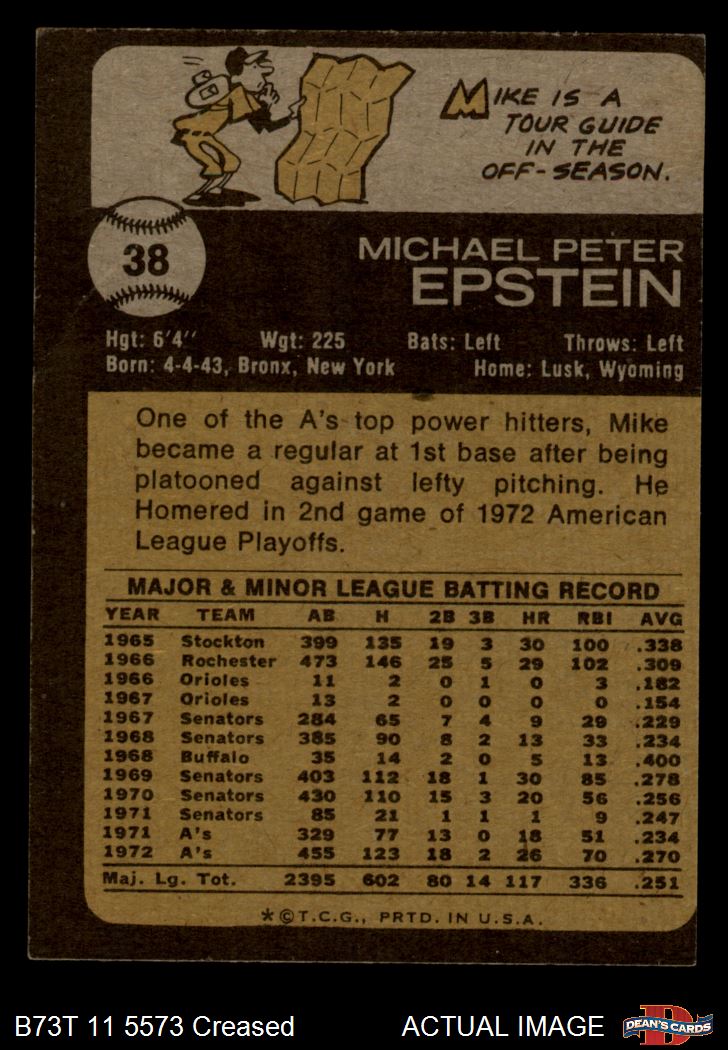 MIKE IS A
TOUR GUIDE
IN THE
OFF-SEASON.
38
MICHAEL PETER
EPSTEIN
Hgt: 6'4" Wgt: 225 Bats: Left Throws: Left
Born: 4-4-43, Bronx, New York Home: Lusk, Wyoming
One of the A's top power hitters, Mike
became a regular at 1st base after being
platooned against lefty pitching. He
Homered in 2nd game of 1972 American
League Playoffs.
MAJOR & MINOR LEAGUE BATTING RECORD
YEAR TEAM AB H 2B 3B HR RBI AVG
1965 Stockton 399 135 19 3 30 100 .338
1966 Rochester 473 146 25 5 29 102 .309
1966 Orioles 11 2 0 1 0 3 .182
1967 Orioles 13 2 0 0 0 0 .154
1967 Senators 284 65 7 4 9 29 .229
1968 Senators 385 90 8 2 13 33 .234
1968 Buffalo 35 14 2 0 5 13 .400
1969 Senators 403 112 18 1 30 85 .278
1970 Senators 430 110 15 3 20 56 .256
1971 Senators 85 21 1 1 1 9 .247
1971 A's 329 77 13 0 18 51 .234
1972 A's 455 123 18 2 26 70 .270
Maj. Lg. Tot. 2395 602 80 14 117 336 .251
*©T.C.G., PRTD. IN U.S.A.
B73T 11 5573 Creased ACTUAL IMAGE
D
DEAN'S CARDS